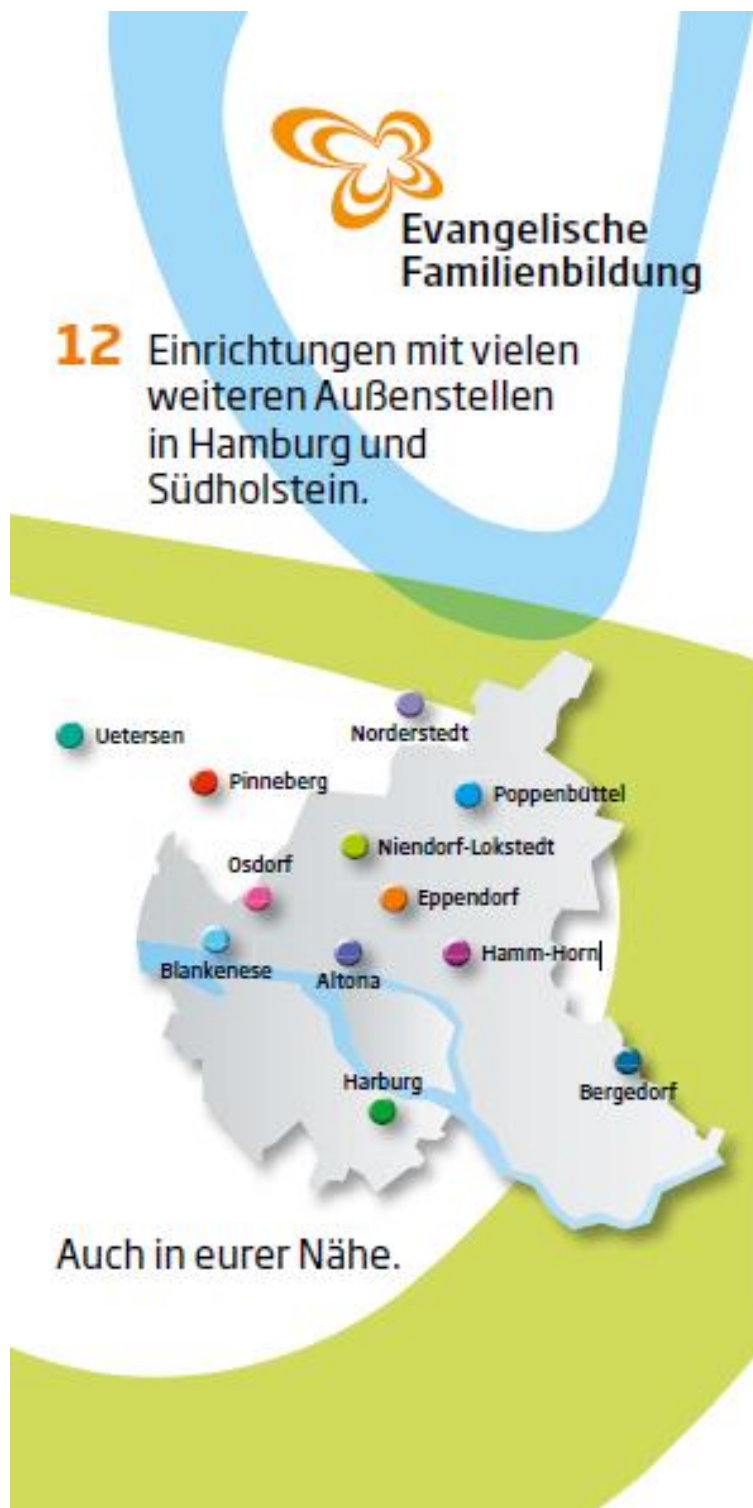 Evangelische
Familienbildung
12 Einrichtungen mit vielen
weiteren Außenstellen
in Hamburg und
Südholstein.
Norderstedt
Uetersen
Pinneberg
Poppenbüttel
Niendorf-Lokstedt
Osdorf
Eppendorf
Hamm-Horn
Blankenese
Altona
Harburg
Bergedorf
Auch in eurer Nähe.